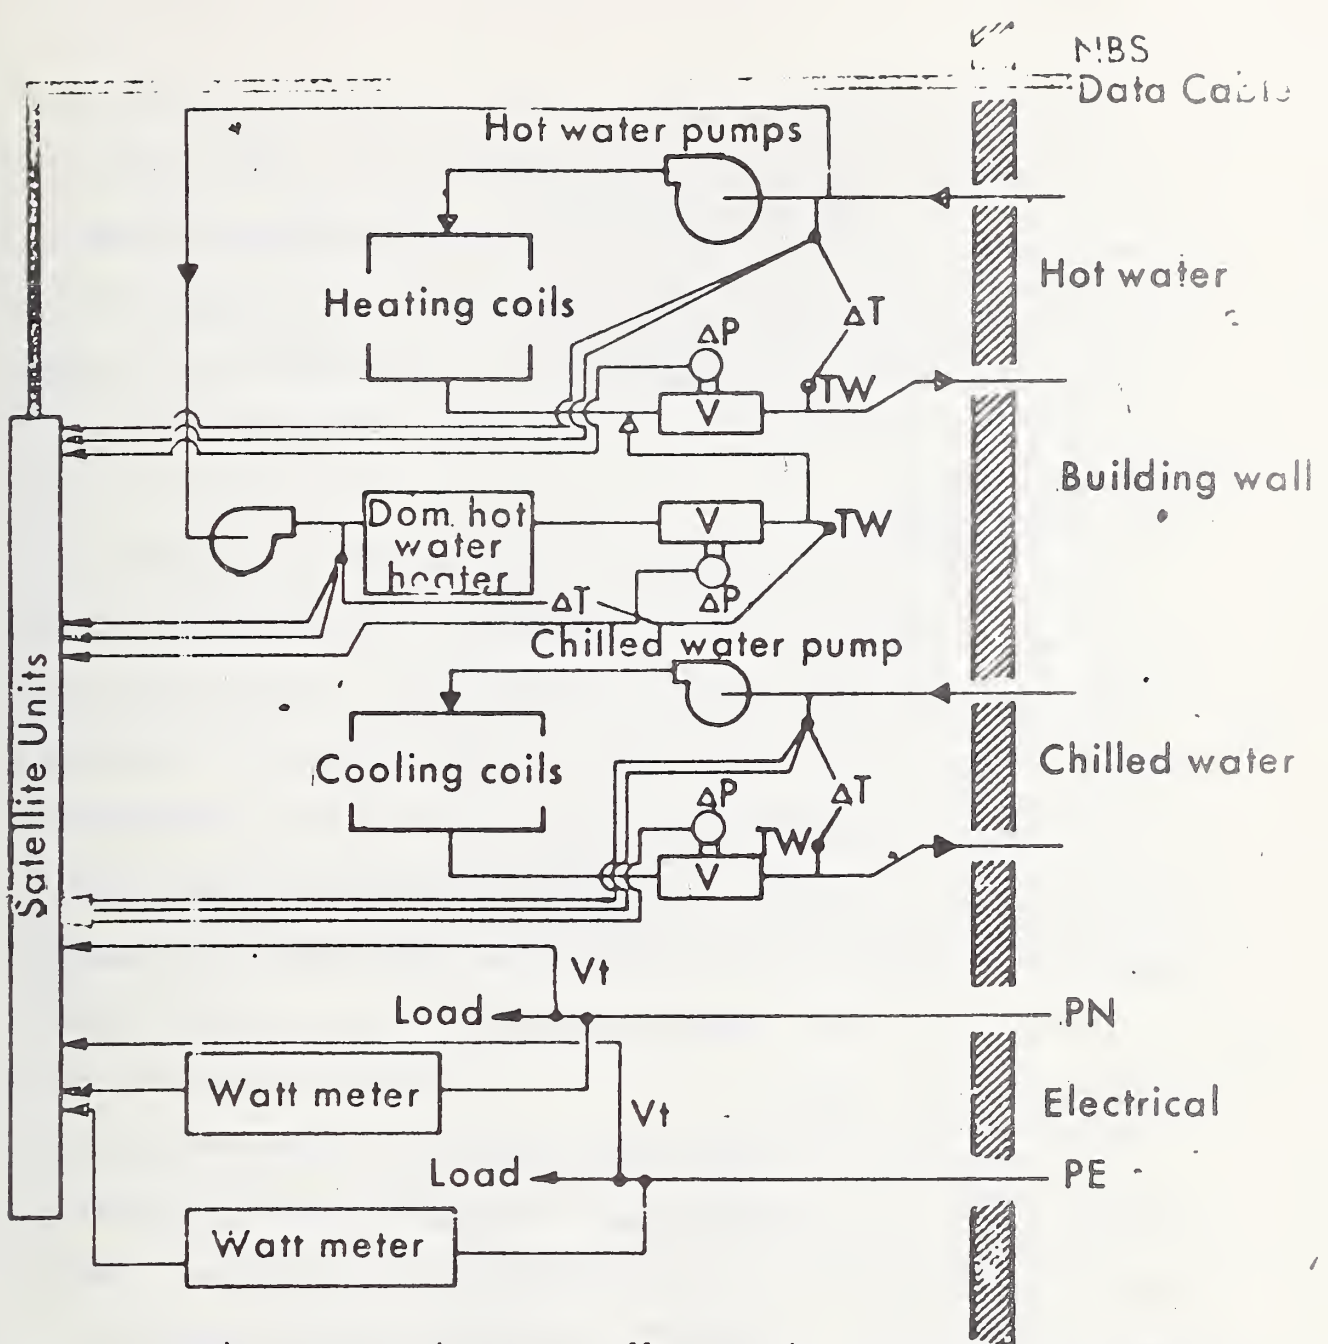 NBS
Data Cable
Hot water pumps
Hot water
Heating coils
ΔT
ΔP
TW
V
Building wall
Dom. hot
water
heater
V
TW
ΔT
ΔP
Chilled water pump
Satellite Units
Cooling coils
Chilled water
ΔP
ΔT
TW
V
Vt
Load
PN
Watt meter
Electrical
Vt
Load
PE
Watt meter